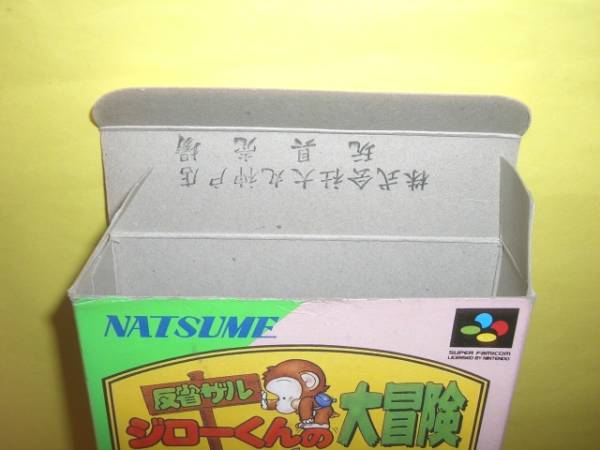 株式会社大丸神戸店
玩具売場
NATSUME
SUPER FAMICOM
LICENSED BY NINTENDO
反省ザル
ジローくんの大冒険